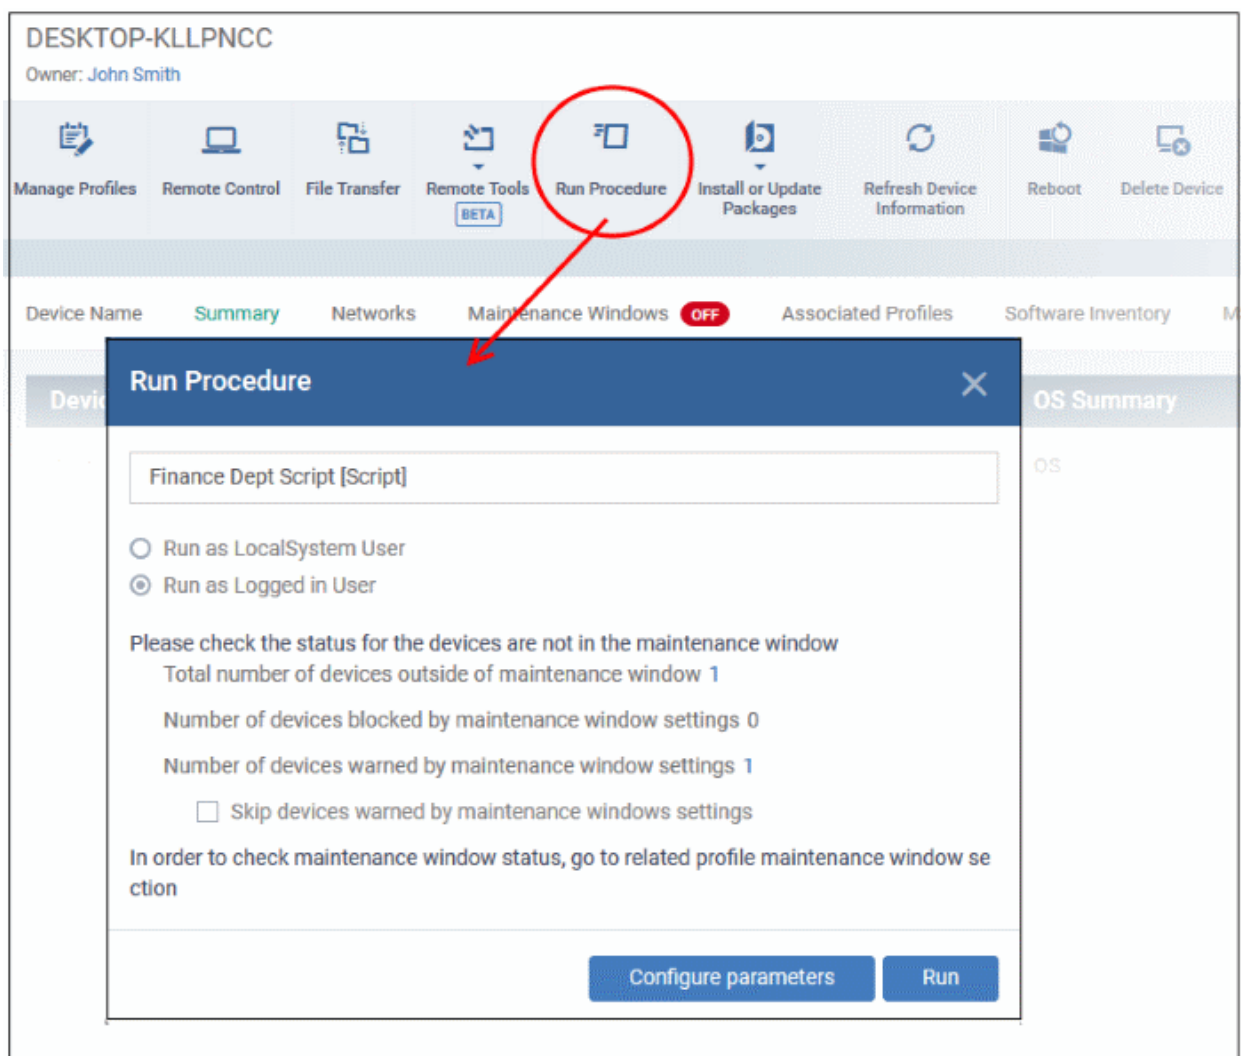 DESKTOP-KLLPNCC
Owner: John Smith
Manage Profiles
Remote Control
File Transfer
Remote Tools
BETA
Run Procedure
Install or Update
Packages
Refresh Device
Information
Reboot
Delete Device
Device Name
Summary
Networks
Maintenance Windows OFF
Associated Profiles
Software Inventory
M
Devic
OS Summary
OS
Run Procedure
Finance Dept Script [Script]
Run as LocalSystem User
Run as Logged in User
Please check the status for the devices are not in the maintenance window
Total number of devices outside of maintenance window 1
Number of devices blocked by maintenance window settings 0
Number of devices warned by maintenance window settings 1
Skip devices warned by maintenance windows settings
In order to check maintenance window status, go to related profile maintenance window se
ction
Configure parameters
Run